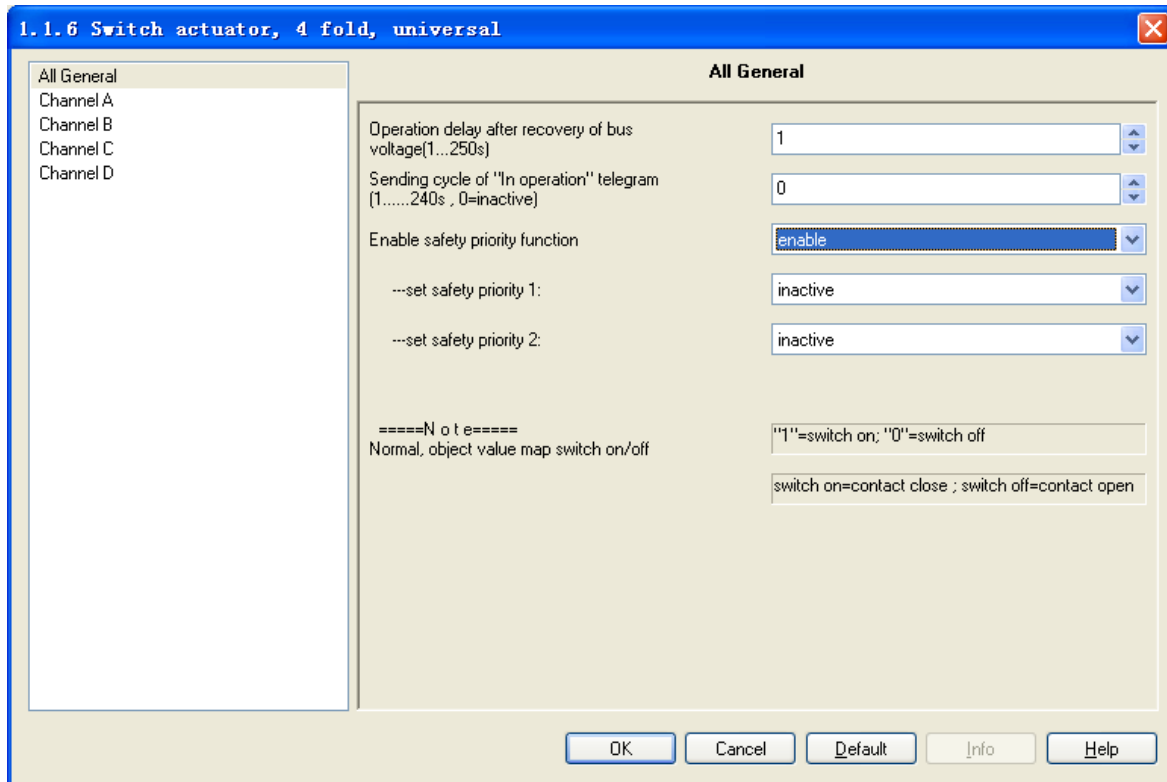 1.1.6 Switch actuator, 4 fold, universal
All General
Channel A
Channel B
Channel C
Channel D
All General
Operation delay after recovery of bus
voltage(1...250s)
1
Sending cycle of "In operation" telegram
(1......240s , 0=inactive)
0
Enable safety priority function
enable
---set safety priority 1:
inactive
---set safety priority 2:
inactive
=====N o t e=====
Normal, object value map switch on/off
"1"=switch on; "0"=switch off
switch on=contact close ; switch off=contact open
OK
Cancel
Default
Info
Help